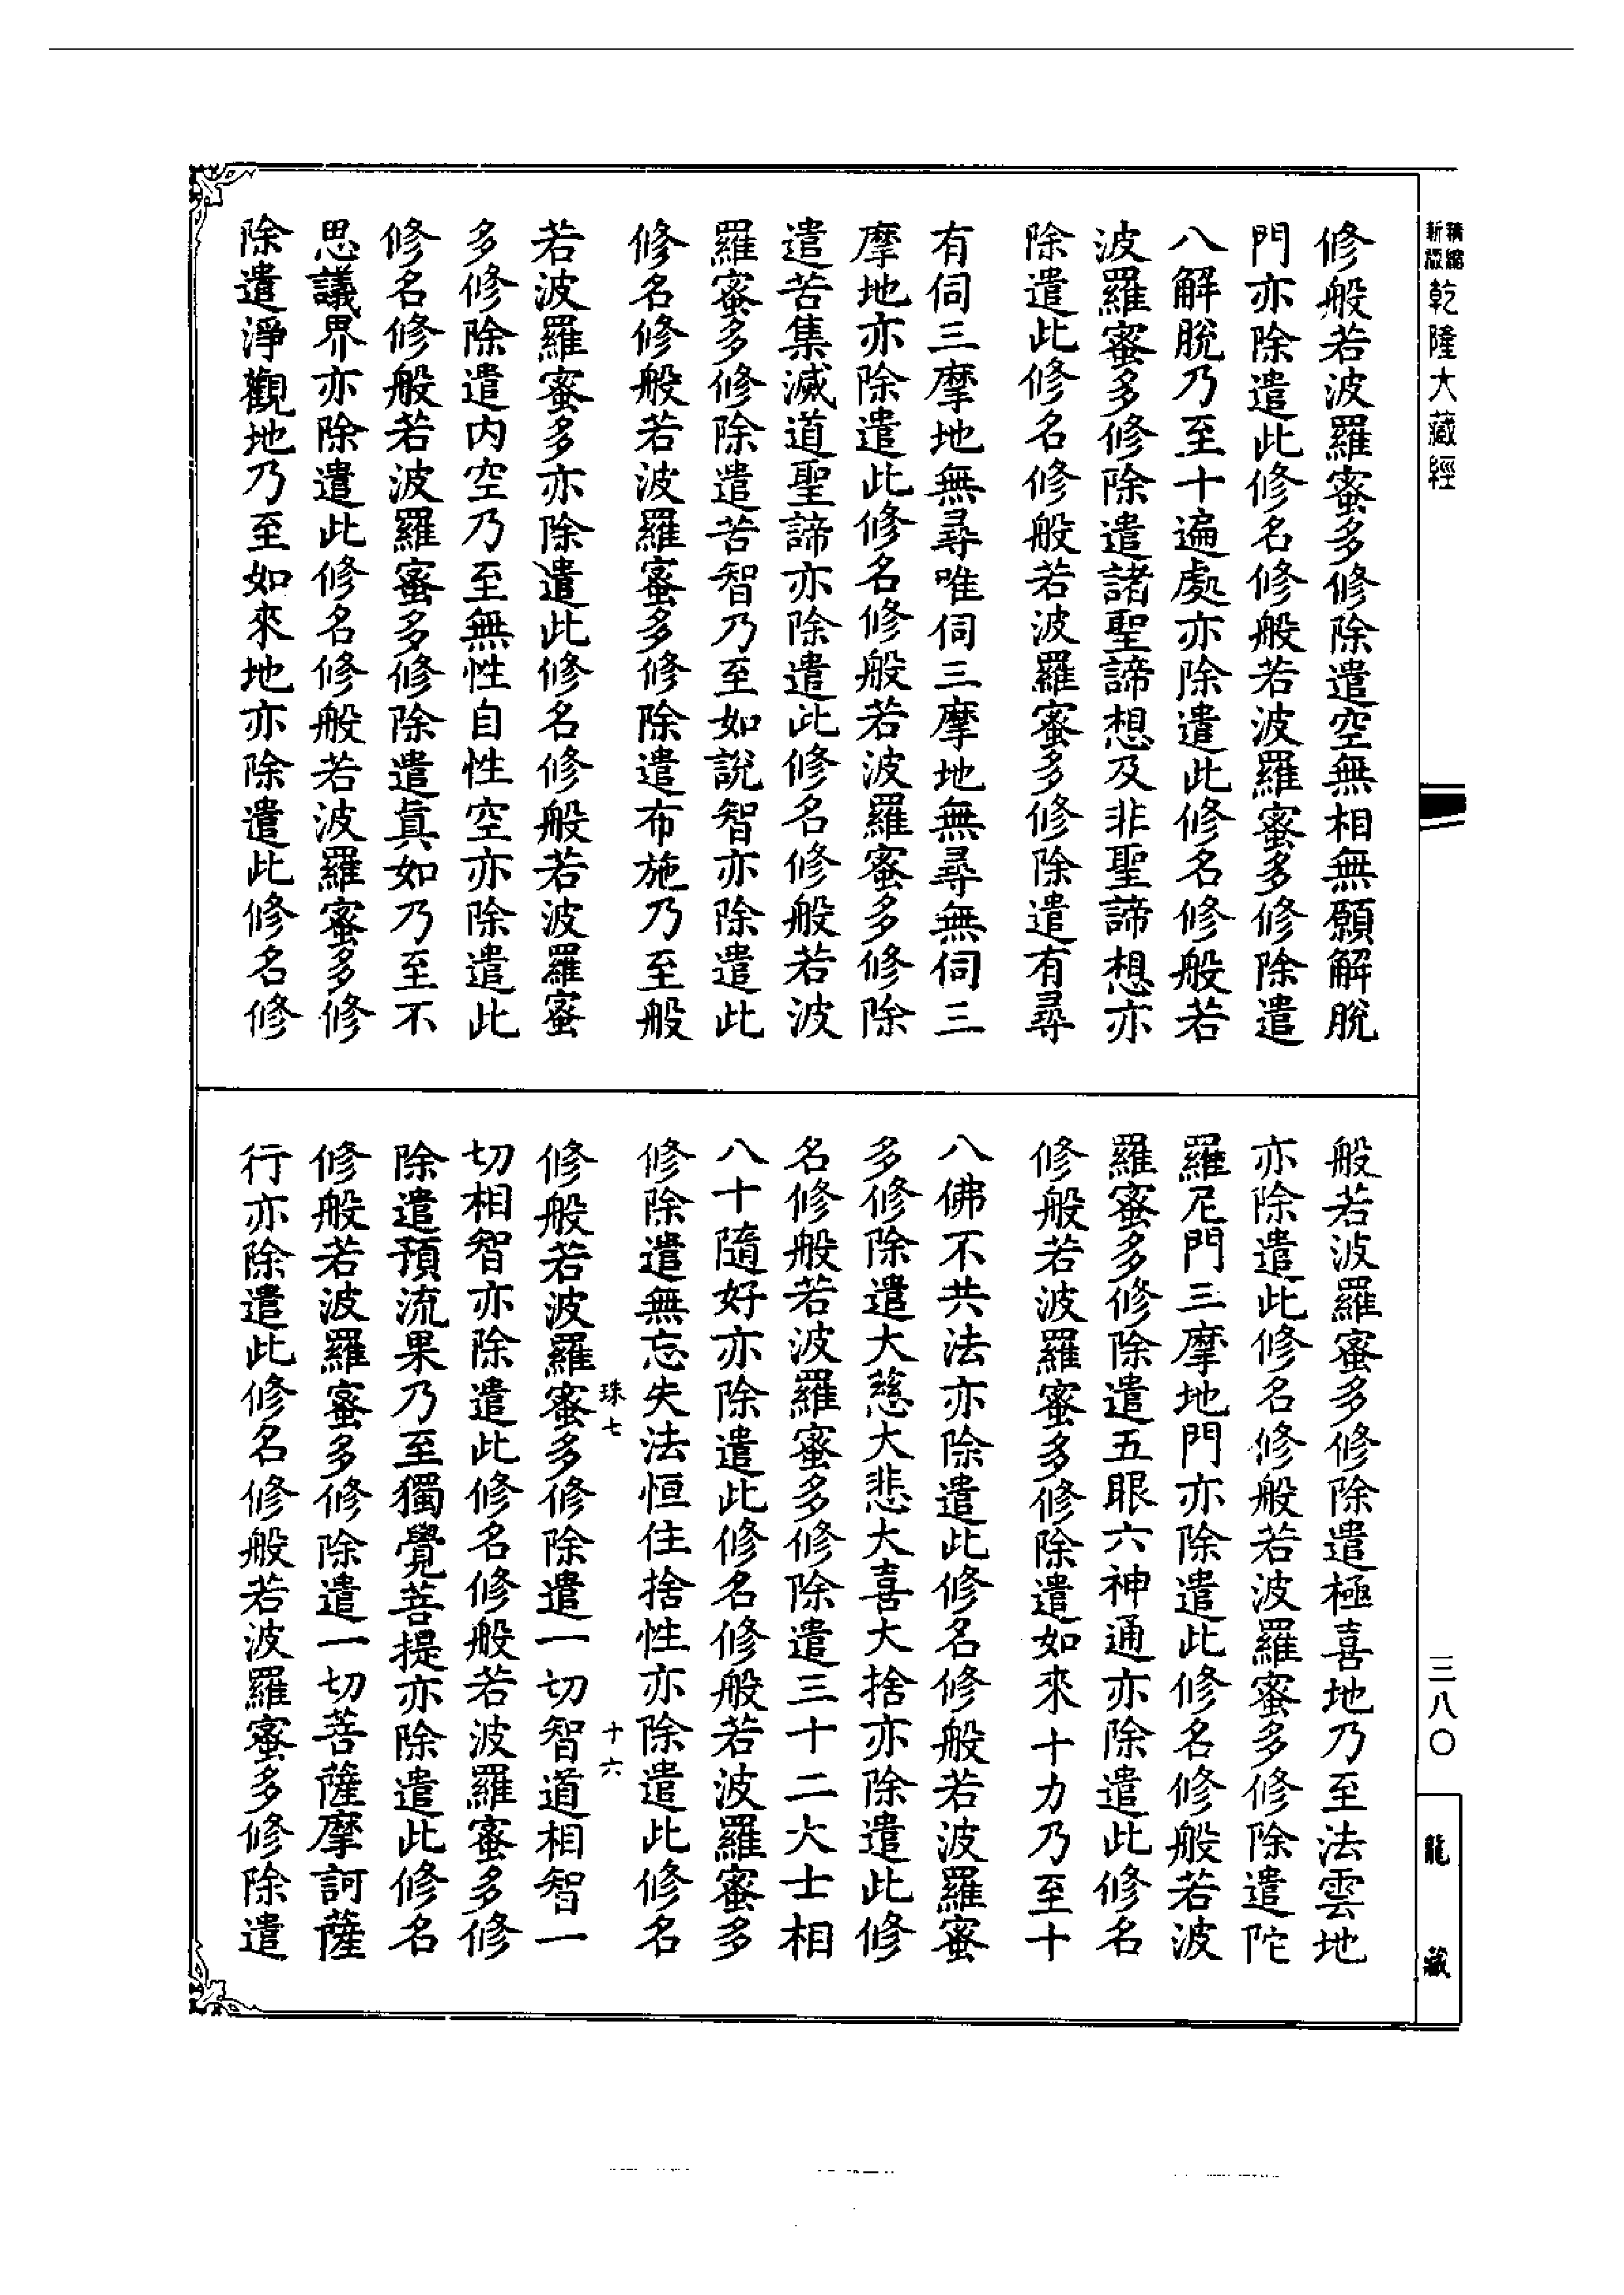 精縮新版乾隆大藏經
修般若波羅蜜多修除遣空無相無願解脫
門亦除遣此修名修般若波羅蜜多修除遣
八解脫乃至十遍處亦除遣此修名修般若
波羅蜜多修除遣諸聖諦想及非聖諦想亦
除遣此修名修般若波羅蜜多修除遣有尋
有伺三摩地無尋唯伺三摩地無尋無伺三
摩地亦除遣此修名修般若波羅蜜多修除
遣苦集滅道聖諦亦除遣此修名修般若波
羅蜜多修除遣苦智乃至如說智亦除遣此
修名修般若波羅蜜多修除遣布施乃至般
若波羅蜜多亦除遣此修名修般若波羅蜜
多修除遣內空乃至無性自性空亦除遣此
修名修般若波羅蜜多修除遣真如乃至不
思議界亦除遣此修名修般若波羅蜜多修
除遣淨觀地乃至如來地亦除遣此修名修
般若波羅蜜多修除遣極喜地乃至法雲地
亦除遣此修名修般若波羅蜜多修除遣陀
羅尼門三摩地門亦除遣此修名修般若波
羅蜜多修除遣五眼六神通亦除遣此修名
修般若波羅蜜多修除遣如來十力乃至十
八佛不共法亦除遣此修名修般若波羅蜜
多修除遣大慈大悲大喜大捨亦除遣此修
名修般若波羅蜜多修除遣三十二大士相
八十隨好亦除遣此修名修般若波羅蜜多
修除遣無忘失法恒住捨性亦除遣此修名
珠七 十六
修般若波羅蜜多修除遣一切智道相智一
切相智亦除遣此修名修般若波羅蜜多修
除遣預流果乃至獨覺菩提亦除遣此修名
修般若波羅蜜多修除遣一切菩薩摩訶薩
行亦除遣此修名修般若波羅蜜多修除遣
三八〇
龍藏